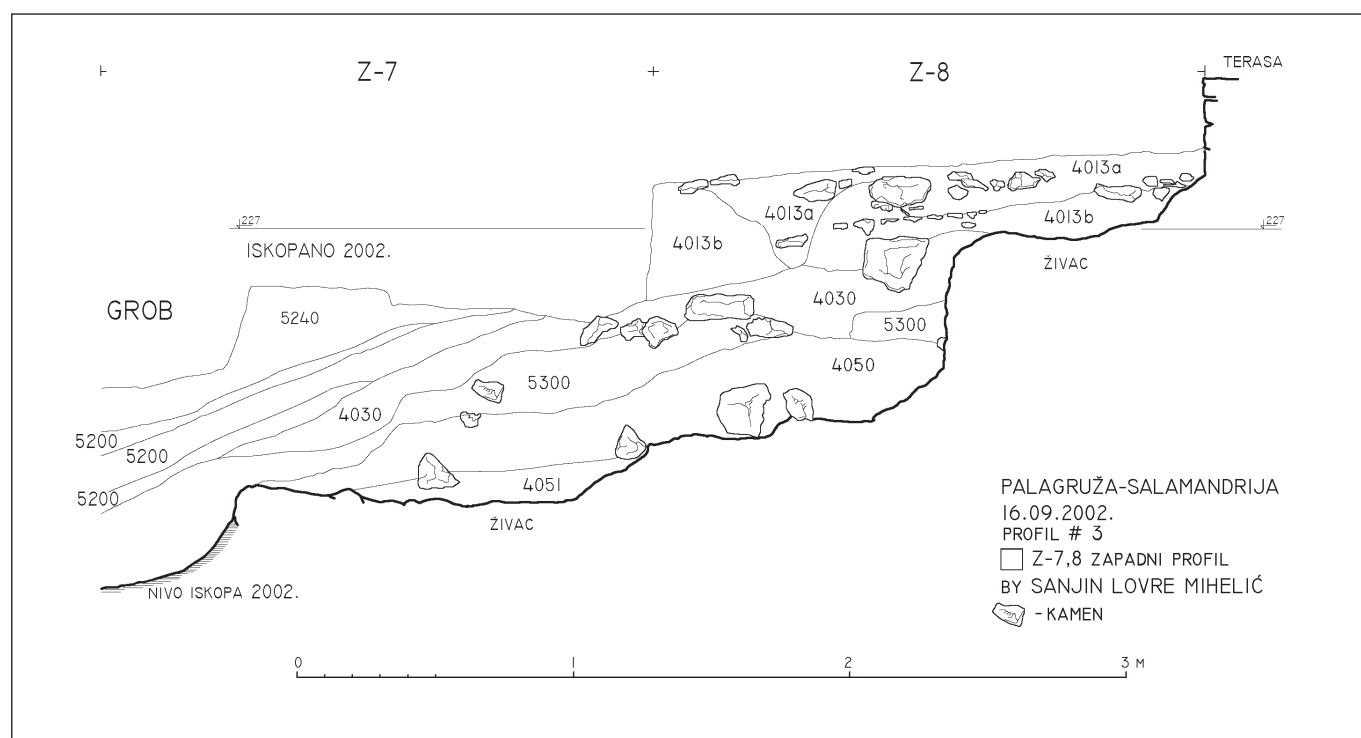 Z-7
Z-8
TERASA
4013a
4013a
4013b
4013b
227
227
ISKOPANO 2002.
ŽIVAC
4030
GROB
5240
5300
4050
5300
4030
5200
5200
5200
4051
ŽIVAC
NIVO ISKOPA 2002.
PALAGRUŽA-SALAMANDRIJA
16.09.2002.
PROFIL # 3
Z-7,8 ZAPADNI PROFIL
BY SANJIN LOVRE MIHELIĆ
-KAMEN
0 1 2 3 M